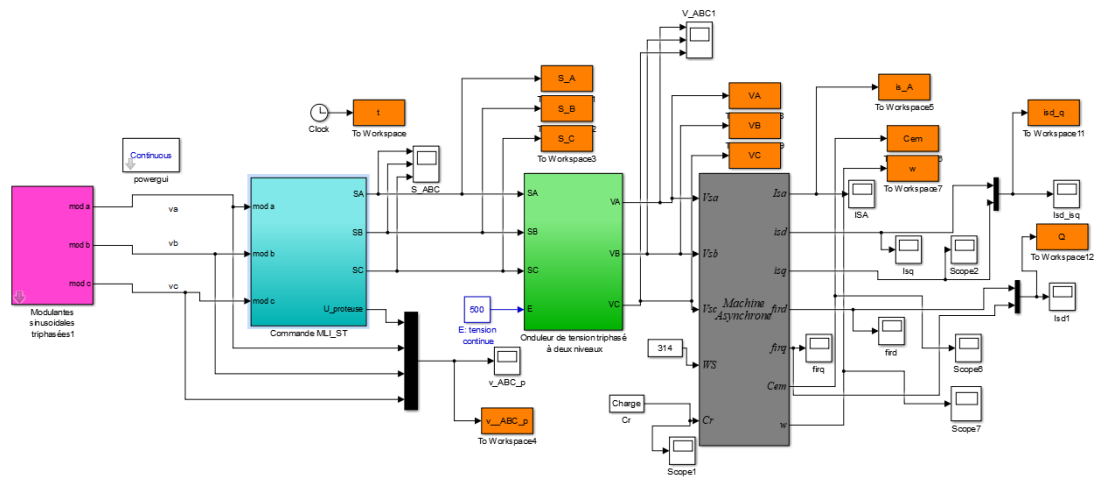 V_ABC1
S_A
S_B
S_C
To Workspace3
t
Clock
To Workspace
Continuous
powergui
S_ABC
VA
VB
VC
is_A
To Workspace5
Cem
w
To Workspace7
isd_q
To Workspace11
mod a
mod b
mod c
Modulantes
sinusoidales
triphasées1
va
vb
vc
mod a
mod b
mod c
SA
SB
SC
U_proteuse
Commande MLI_ST
SA
SB
SC
E
VA
VB
VC
500
E: tension
continue
Onduleur de tension triphasé
à deux niveaux
v_ABC_p
v__ABC_p
To Workspace4
Vsa
Vsb
Vsc
WS
Cr
Isa
isd
isq
fird
firq
Cem
w
Machine
Asynchrone
314
Charge
Cr
Scope1
ISA
Isq
Scope2
Isd_isq
Q
To Workspace12
Isd1
fird
firq
Scope6
Scope7